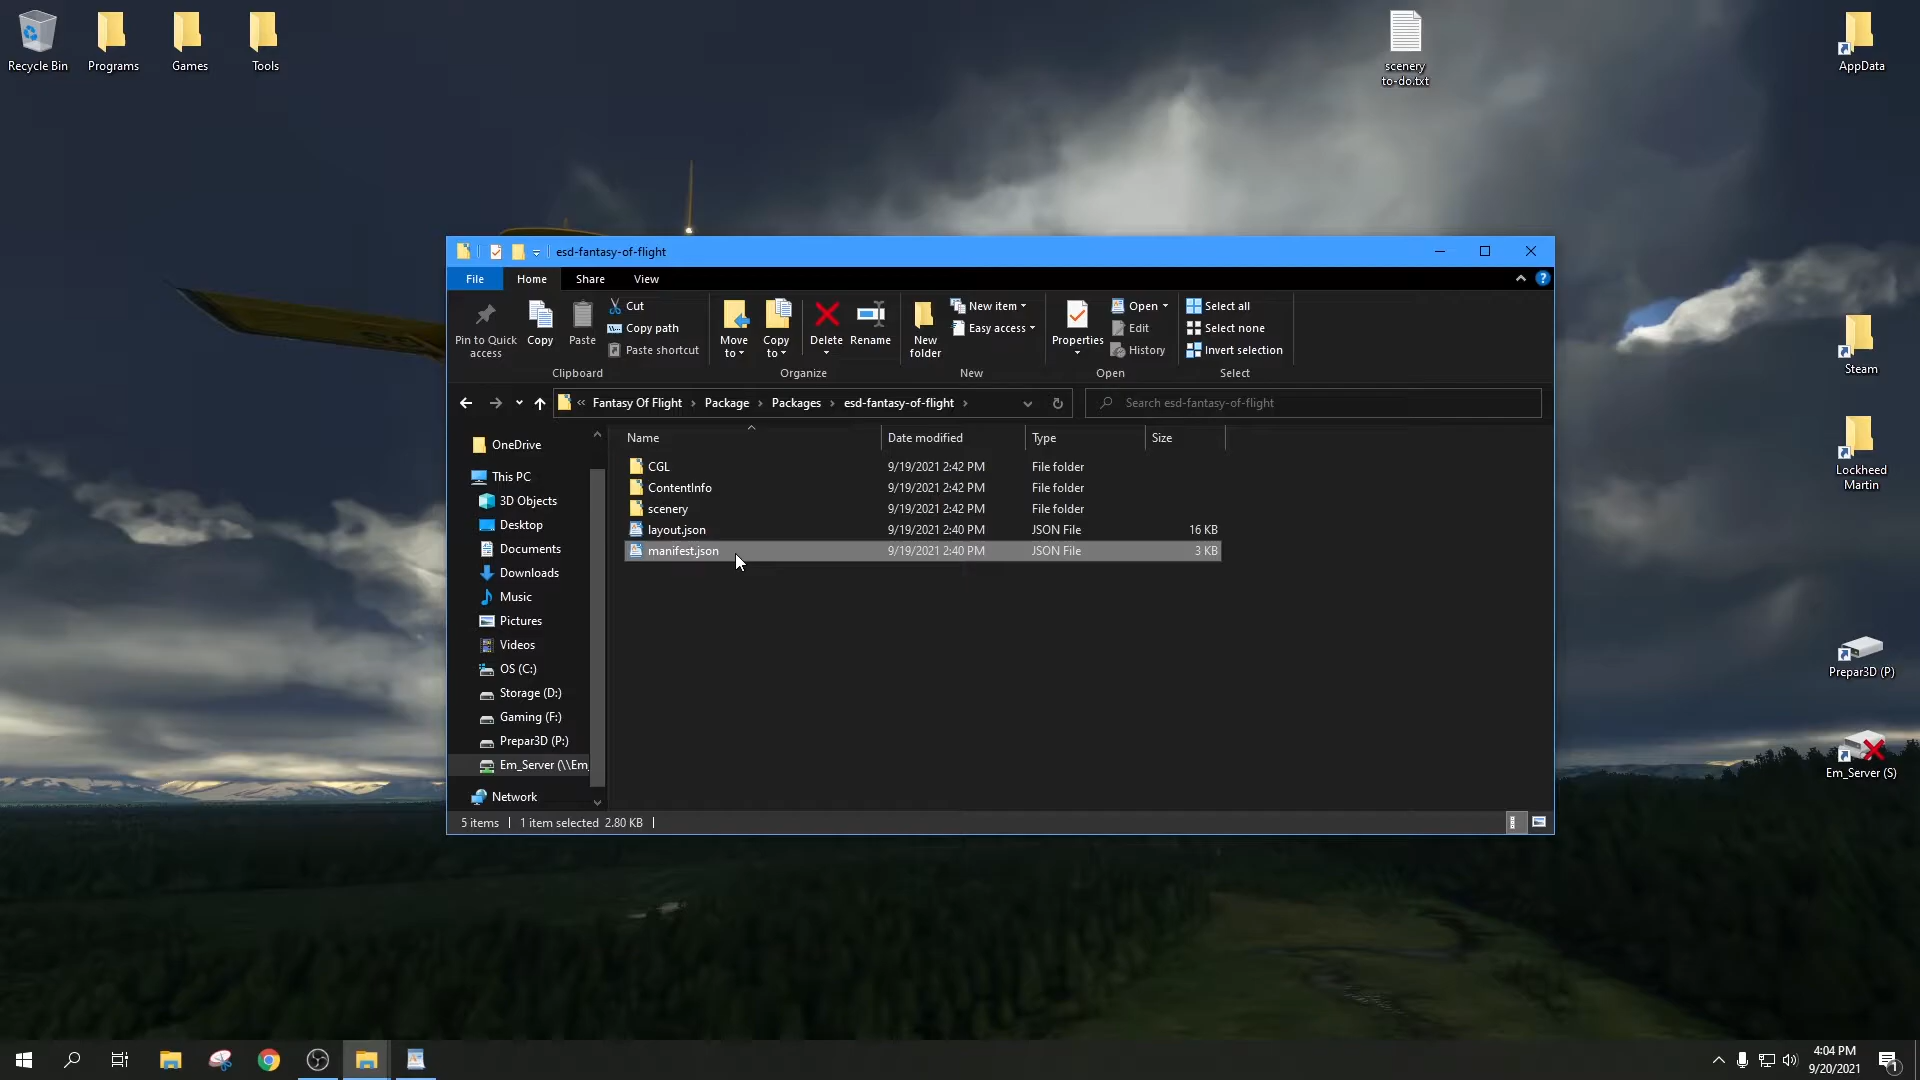 Recycle Bin
Programs
Games
Tools
scenery
to-do.txt
AppData
esd-fantasy-of-flight
File
Home
Share
View
Pin to Quick
access
Copy
Paste
Cut
Copy path
Paste shortcut
Move
to
Copy
to
Delete
Rename
New
folder
New item
Easy access
Properties
Open
Edit
History
Select all
Select none
Invert selection
Clipboard
Organize
New
Open
Select
« Fantasy Of Flight > Package > Packages > esd-fantasy-of-flight >
Search esd-fantasy-of-flight
Steam
Name
Date modified
Type
Size
OneDrive
This PC
3D Objects
Desktop
Documents
Downloads
Music
Pictures
Videos
OS (C:)
Storage (D:)
Gaming (F:)
Prepar3D (P:)
Em_Server (\\Em_
Network
CGL 9/19/2021 2:42 PM File folder
ContentInfo 9/19/2021 2:42 PM File folder
scenery 9/19/2021 2:42 PM File folder
layout.json 9/19/2021 2:40 PM JSON File 16 KB
manifest.json 9/19/2021 2:40 PM JSON File 3 KB
Lockheed
Martin
Prepar3D (P)
Em_Server (S)
5 items | 1 item selected 2.80 KB |
4:04 PM
9/20/2021
1